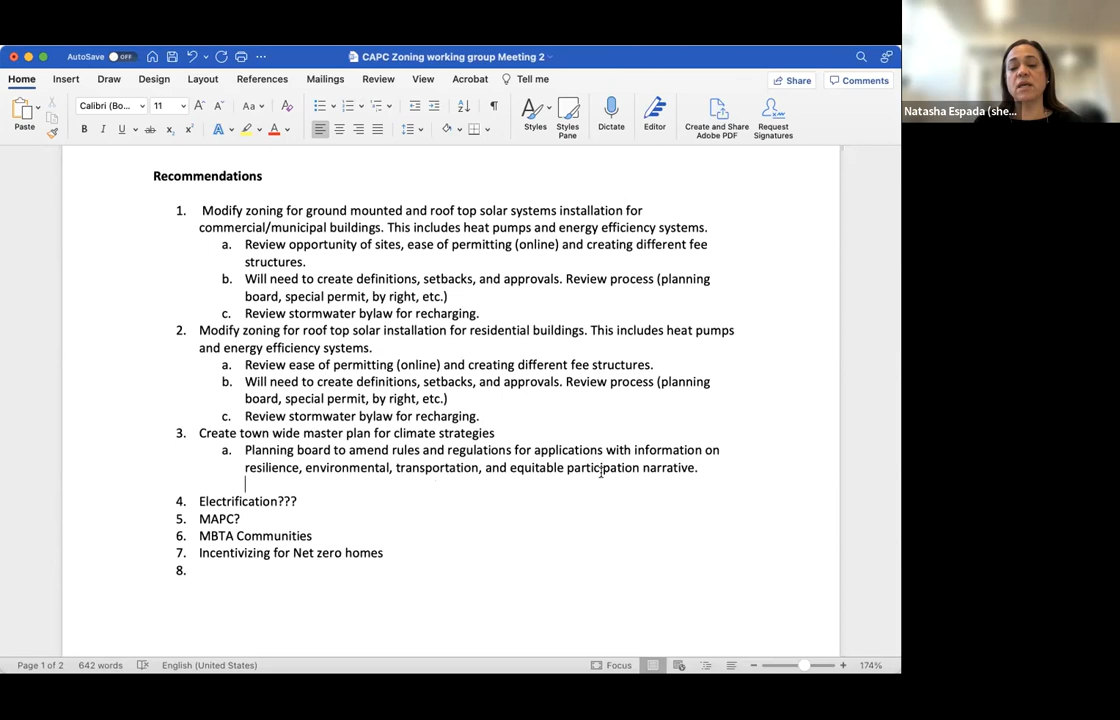 AutoSave OFF
CAPC Zoning working group Meeting 2
Home Insert Draw Design Layout References Mailings Review View Acrobat Tell me
Share Comments
Paste
Calibri (Bo... 11
Styles Styles Pane Dictate Editor Create and Share Adobe PDF Request Signatures
Natasha Espada (she...
Recommendations
1. Modify zoning for ground mounted and roof top solar systems installation for
commercial/municipal buildings. This includes heat pumps and energy efficiency systems.
a. Review opportunity of sites, ease of permitting (online) and creating different fee
structures.
b. Will need to create definitions, setbacks, and approvals. Review process (planning
board, special permit, by right, etc.)
c. Review stormwater bylaw for recharging.
2. Modify zoning for roof top solar installation for residential buildings. This includes heat pumps
and energy efficiency systems.
a. Review ease of permitting (online) and creating different fee structures.
b. Will need to create definitions, setbacks, and approvals. Review process (planning
board, special permit, by right, etc.)
c. Review stormwater bylaw for recharging.
3. Create town wide master plan for climate strategies
a. Planning board to amend rules and regulations for applications with information on
resilience, environmental, transportation, and equitable participation narrative.
4. Electrification???
5. MAPC?
6. MBTA Communities
7. Incentivizing for Net zero homes
8.
Page 1 of 2 642 words English (United States) Focus 174%